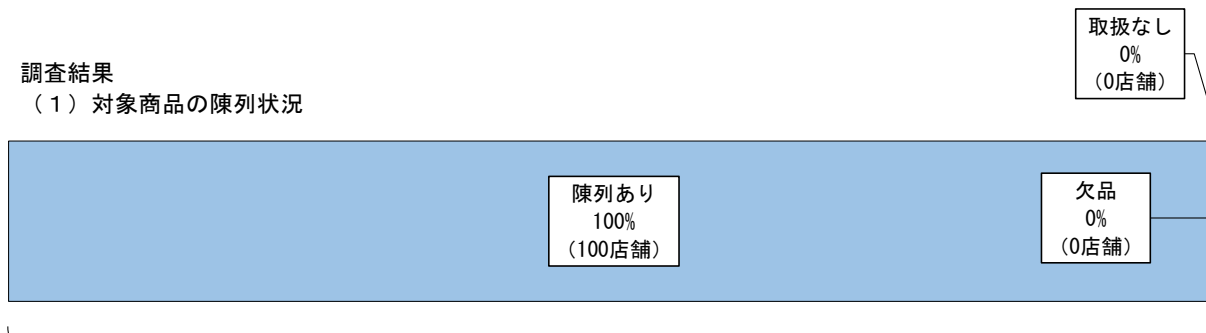 調査結果
（１）対象商品の陳列状況
取扱なし
0%
(0店舗)
陳列あり
100%
(100店舗)
欠品
0%
(0店舗)